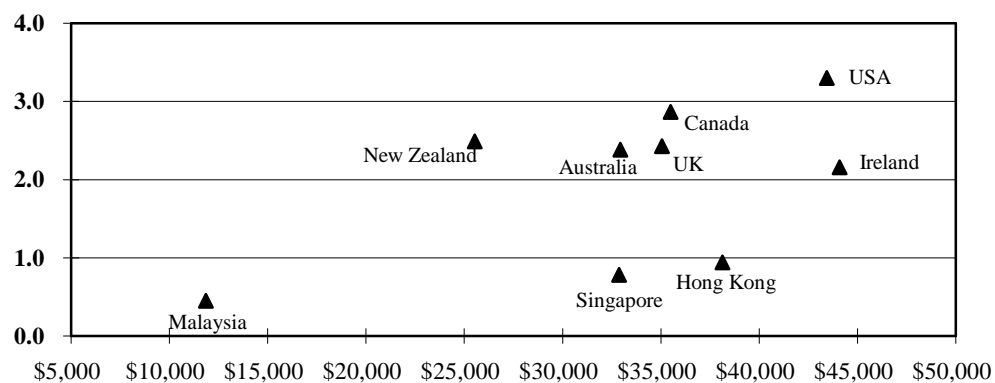 4.0
USA
3.0
Canada
New Zealand
Australia
UK
Ireland
2.0
1.0
Hong Kong
Singapore
Malaysia
0.0
$5,000 $10,000 $15,000 $20,000 $25,000 $30,000 $35,000 $40,000 $45,000 $50,000